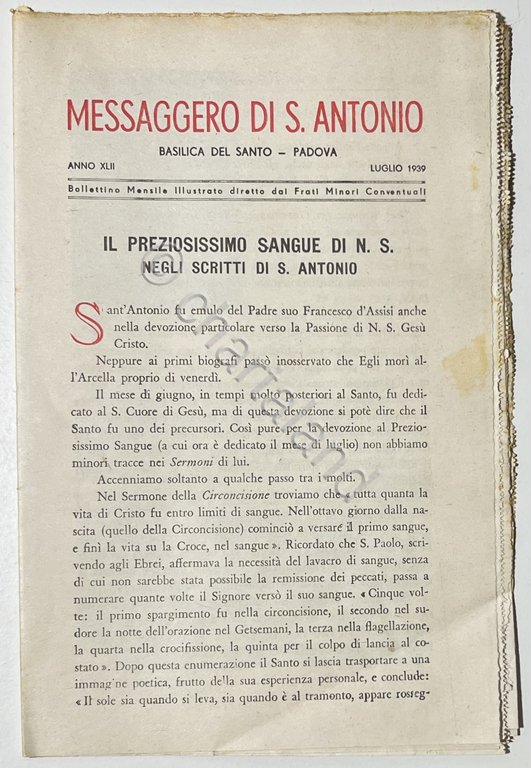 MESSAGGERO DI S. ANTONIO
BASILICA DEL SANTO — PADOVA
ANNO XLII LUGLIO 1939
Bollettino Mensile Illustrato diretto dai Frati Minori Conventuali
IL PREZIOSISSIMO SANGUE DI N. S.
NEGLI SCRITTI DI S. ANTONIO
Sant'Antonio fu emulo del Padre suo Francesco d'Assisi anche
nella devozione particolare verso la Passione di N. S. Gesù
Cristo.
Neppure ai primi biografi passò inosservato che Egli morì al-
l'Arcella proprio di venerdì.
Il mese di giugno, in tempi molto posteriori al Santo, fu dedi-
cato al S. Cuore di Gesù, ma di questa devozione si potè dire che il
Santo fu uno dei precursori. Così pure per la devozione al Prezio-
sissimo Sangue (a cui ora è dedicato il mese di luglio) non abbiamo
minori tracce nei Sermoni di lui.
Accenniamo soltanto a qualche passo tra i molti.
Nel Sermone della Circoncisione troviamo che « tutta quanta la
vita di Cristo fu entro limiti di sangue. Nell'ottavo giorno dalla na-
scita (quello della Circoncisione) cominciò a versare il primo sangue,
e finì la vita su la Croce, nel sangue ». Ricordato che S. Paolo, scri-
vendo agli Ebrei, affermava la necessità del lavacro di sangue, senza
di cui non sarebbe stata possibile la remissione dei peccati, passa a
numerare quante volte il Signore versò il suo sangue. « Cinque vol-
te: il primo spargimento fu nella circoncisione, il secondo nel su-
dore la notte dell'orazione nel Getsemani, la terza nella flagellazione,
la quarta nella crocifissione, la quinta per il colpo di lancia al co-
stato ». Dopo questa enumerazione il Santo si lascia trasportare a una
immagine poetica, frutto della sua esperienza personale, e conclude:
« Il sole sia quando si leva, sia quando è al tramonto, appare rosseg-
© chartaland